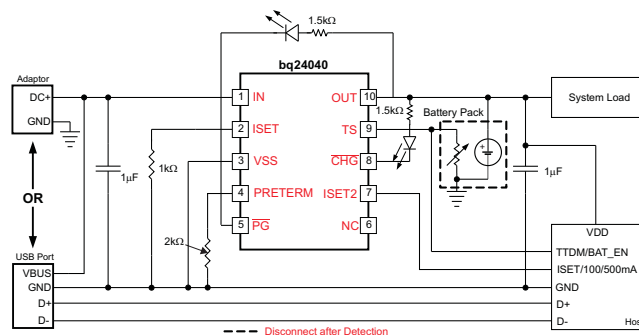 1.5kΩ
bq24040
Adaptor
DC+
GND
1 IN
OUT 10
1.5kΩ
System Load
Battery Pack
2 ISET
TS 9
+
1μF
1kΩ
3 VSS
CHG 8
1μF
OR
4 PRETERM
ISET2 7
5 PG
NC 6
2kΩ
VDD
USB Port
TTDM/BAT_EN
VBUS
ISET/100/500mA
GND
GND
D+
D+
D-
D-
Hos
Disconnect after Detection